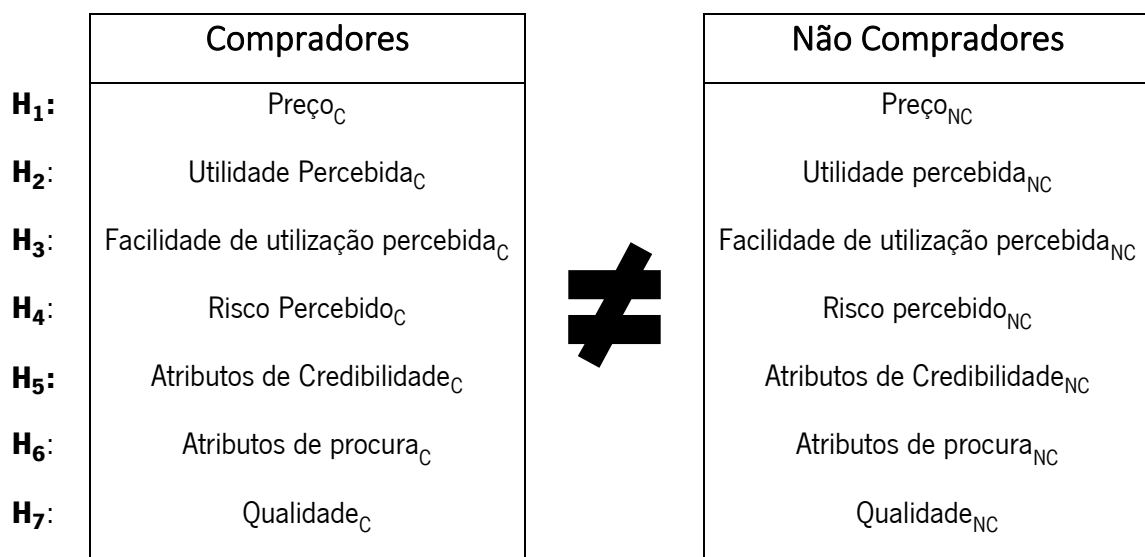 Compradores Não Compradores
H₁: Preço_C Preço_NC
H₂: Utilidade Percebida_C Utilidade percebida_NC
H₃: Facilidade de utilização percebida_C Facilidade de utilização percebida_NC
≠
H₄: Risco Percebido_C Risco percebido_NC
H₅: Atributos de Credibilidade_C Atributos de Credibilidade_NC
H₆: Atributos de procura_C Atributos de procura_NC
H₇: Qualidade_C Qualidade_NC